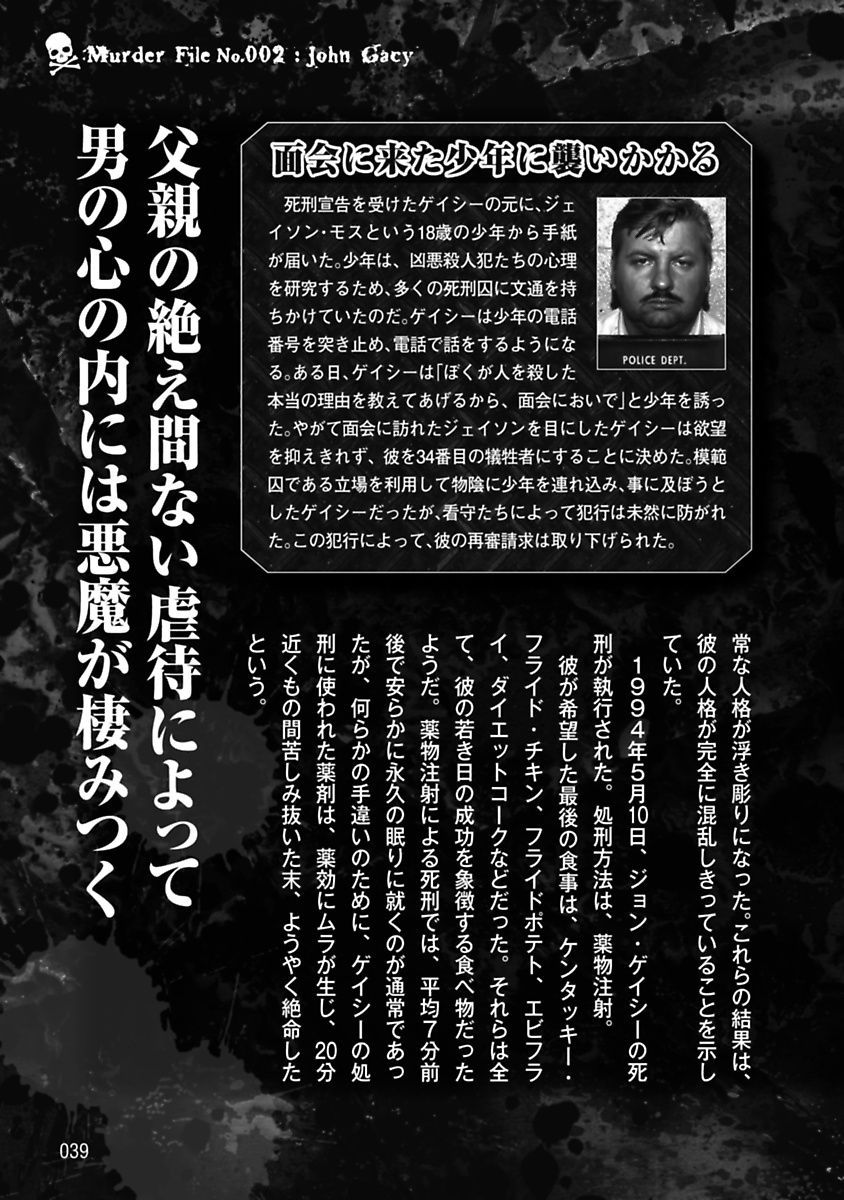 Murder File No.002 : John Gacy
父親の絶え間ない虐待によって
男の心の内には悪魔が棲みつく
面会に来た少年に襲いかかる
死刑宣告を受けたゲイシーの元に、ジェ
イソン・モスという18歳の少年から手紙
が届いた。少年は、凶悪殺人犯たちの心理
を研究するため、多くの死刑囚に文通を持
ちかけていたのだ。ゲイシーは少年の電話
番号を突き止め、電話で話をするようにな
る。ある日、ゲイシーは「ぼくが人を殺した
本当の理由を教えてあげるから、面会においで」と少年を誘っ
た。やがて面会に訪れたジェイソンを目にしたゲイシーは欲望
を抑えきれず、彼を34番目の犠牲者にすることに決めた。模範
囚である立場を利用して物陰に少年を連れ込み、事に及ぼうと
したゲイシーだったが、看守たちによって犯行は未然に防がれ
た。この犯行によって、彼の再審請求は取り下げられた。
POLICE DEPT.
常な人格が浮き彫りになった。これらの結果は、
彼の人格が完全に混乱しきっていることを示し
ていた。
1994年5月10日、ジョン・ゲイシーの死
刑が執行された。処刑方法は、薬物注射。
彼が希望した最後の食事は、ケンタッキー・
フライド・チキン、フライドポテト、エビフラ
イ、ダイエットコークなどだった。それらは全
て、彼の若き日の成功を象徴する食べ物だった
ようだ。薬物注射による死刑では、平均7分前
後で安らかに永久の眠りに就くのが通常であっ
たが、何らかの手違いのために、ゲイシーの処
刑に使われた薬剤は、薬効にムラが生じ、20分
近くもの間苦しみ抜いた末、ようやく絶命した
という。
039